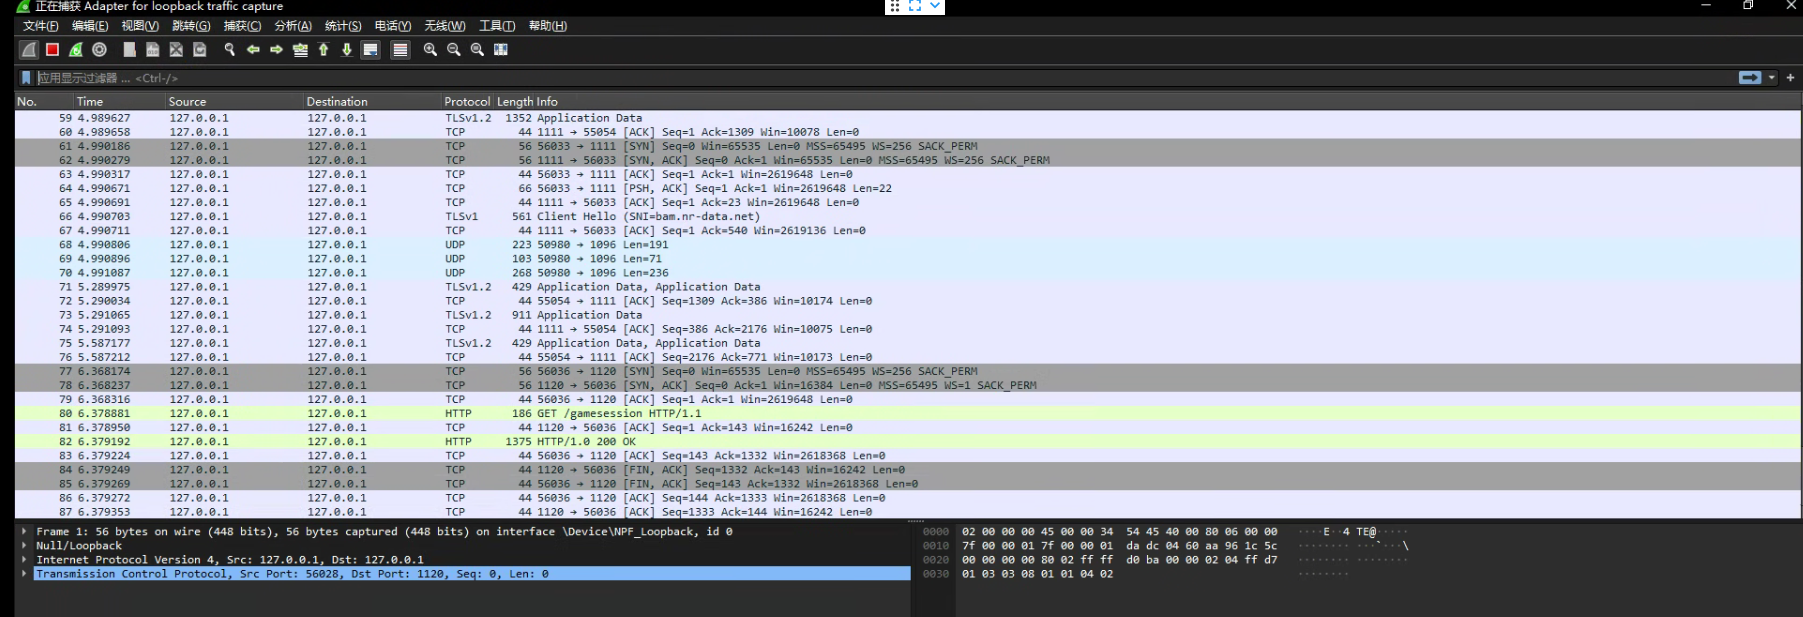 正在捕获 Adapter for loopback traffic capture
文件(F) 编辑(E) 视图(V) 跳转(G) 捕获(C) 分析(A) 统计(S) 电话(Y) 无线(W) 工具(T) 帮助(H)
应用显示过滤器 … <Ctrl-/>
No. Time Source Destination Protocol Length Info
59 4.989627 127.0.0.1 127.0.0.1 TLSv1.2 1352 Application Data
60 4.989658 127.0.0.1 127.0.0.1 TCP 44 1111 → 55054 [ACK] Seq=1 Ack=1309 Win=10078 Len=0
61 4.990186 127.0.0.1 127.0.0.1 TCP 56 56033 → 1111 [SYN] Seq=0 Win=65535 Len=0 MSS=65495 WS=256 SACK_PERM
62 4.990279 127.0.0.1 127.0.0.1 TCP 56 1111 → 56033 [SYN, ACK] Seq=0 Ack=1 Win=65535 Len=0 MSS=65495 WS=256 SACK_PERM
63 4.990317 127.0.0.1 127.0.0.1 TCP 44 56033 → 1111 [ACK] Seq=1 Ack=1 Win=2619648 Len=0
64 4.990671 127.0.0.1 127.0.0.1 TCP 66 56033 → 1111 [PSH, ACK] Seq=1 Ack=1 Win=2619648 Len=22
65 4.990691 127.0.0.1 127.0.0.1 TCP 44 1111 → 56033 [ACK] Seq=1 Ack=23 Win=2619648 Len=0
66 4.990703 127.0.0.1 127.0.0.1 TLSv1 561 Client Hello (SNI=bam.nr-data.net)
67 4.990711 127.0.0.1 127.0.0.1 TCP 44 1111 → 56033 [ACK] Seq=1 Ack=540 Win=2619136 Len=0
68 4.990806 127.0.0.1 127.0.0.1 UDP 223 50980 → 1096 Len=191
69 4.990896 127.0.0.1 127.0.0.1 UDP 103 50980 → 1096 Len=71
70 4.991087 127.0.0.1 127.0.0.1 UDP 268 50980 → 1096 Len=236
71 5.289975 127.0.0.1 127.0.0.1 TLSv1.2 429 Application Data, Application Data
72 5.290034 127.0.0.1 127.0.0.1 TCP 44 55054 → 1111 [ACK] Seq=1309 Ack=386 Win=10174 Len=0
73 5.291065 127.0.0.1 127.0.0.1 TLSv1.2 911 Application Data
74 5.291093 127.0.0.1 127.0.0.1 TCP 44 1111 → 55054 [ACK] Seq=386 Ack=2176 Win=10075 Len=0
75 5.587177 127.0.0.1 127.0.0.1 TLSv1.2 429 Application Data, Application Data
76 5.587212 127.0.0.1 127.0.0.1 TCP 44 55054 → 1111 [ACK] Seq=2176 Ack=771 Win=10173 Len=0
77 6.368174 127.0.0.1 127.0.0.1 TCP 56 56036 → 1120 [SYN] Seq=0 Win=65535 Len=0 MSS=65495 WS=256 SACK_PERM
78 6.368237 127.0.0.1 127.0.0.1 TCP 56 1120 → 56036 [SYN, ACK] Seq=0 Ack=1 Win=16384 Len=0 MSS=65495 WS=1 SACK_PERM
79 6.368316 127.0.0.1 127.0.0.1 TCP 44 56036 → 1120 [ACK] Seq=1 Ack=1 Win=2619648 Len=0
80 6.378881 127.0.0.1 127.0.0.1 HTTP 186 GET /gamesession HTTP/1.1
81 6.378950 127.0.0.1 127.0.0.1 TCP 44 1120 → 56036 [ACK] Seq=1 Ack=143 Win=16242 Len=0
82 6.379192 127.0.0.1 127.0.0.1 HTTP 1375 HTTP/1.0 200 OK
83 6.379224 127.0.0.1 127.0.0.1 TCP 44 56036 → 1120 [ACK] Seq=143 Ack=1332 Win=2618368 Len=0
84 6.379249 127.0.0.1 127.0.0.1 TCP 44 1120 → 56036 [FIN, ACK] Seq=1332 Ack=143 Win=16242 Len=0
85 6.379269 127.0.0.1 127.0.0.1 TCP 44 56036 → 1120 [FIN, ACK] Seq=143 Ack=1332 Win=2618368 Len=0
86 6.379272 127.0.0.1 127.0.0.1 TCP 44 56036 → 1120 [ACK] Seq=144 Ack=1333 Win=2618368 Len=0
87 6.379353 127.0.0.1 127.0.0.1 TCP 44 1120 → 56036 [ACK] Seq=1333 Ack=144 Win=16242 Len=0
Frame 1: 56 bytes on wire (448 bits), 56 bytes captured (448 bits) on interface \Device\NPF_Loopback, id 0
Null/Loopback
Internet Protocol Version 4, Src: 127.0.0.1, Dst: 127.0.0.1
Transmission Control Protocol, Src Port: 56028, Dst Port: 1120, Seq: 0, Len: 0
0000 02 00 00 00 45 00 00 34 54 45 40 00 80 06 00 00 ····E··4 TE@·····
0010 7f 00 00 01 7f 00 00 01 da dc 04 60 aa 96 1c 5c ········ ···`···\
0020 00 00 00 00 80 02 ff ff d0 ba 00 00 02 04 ff d7 ········ ········
0030 01 03 03 08 01 01 04 02 ········